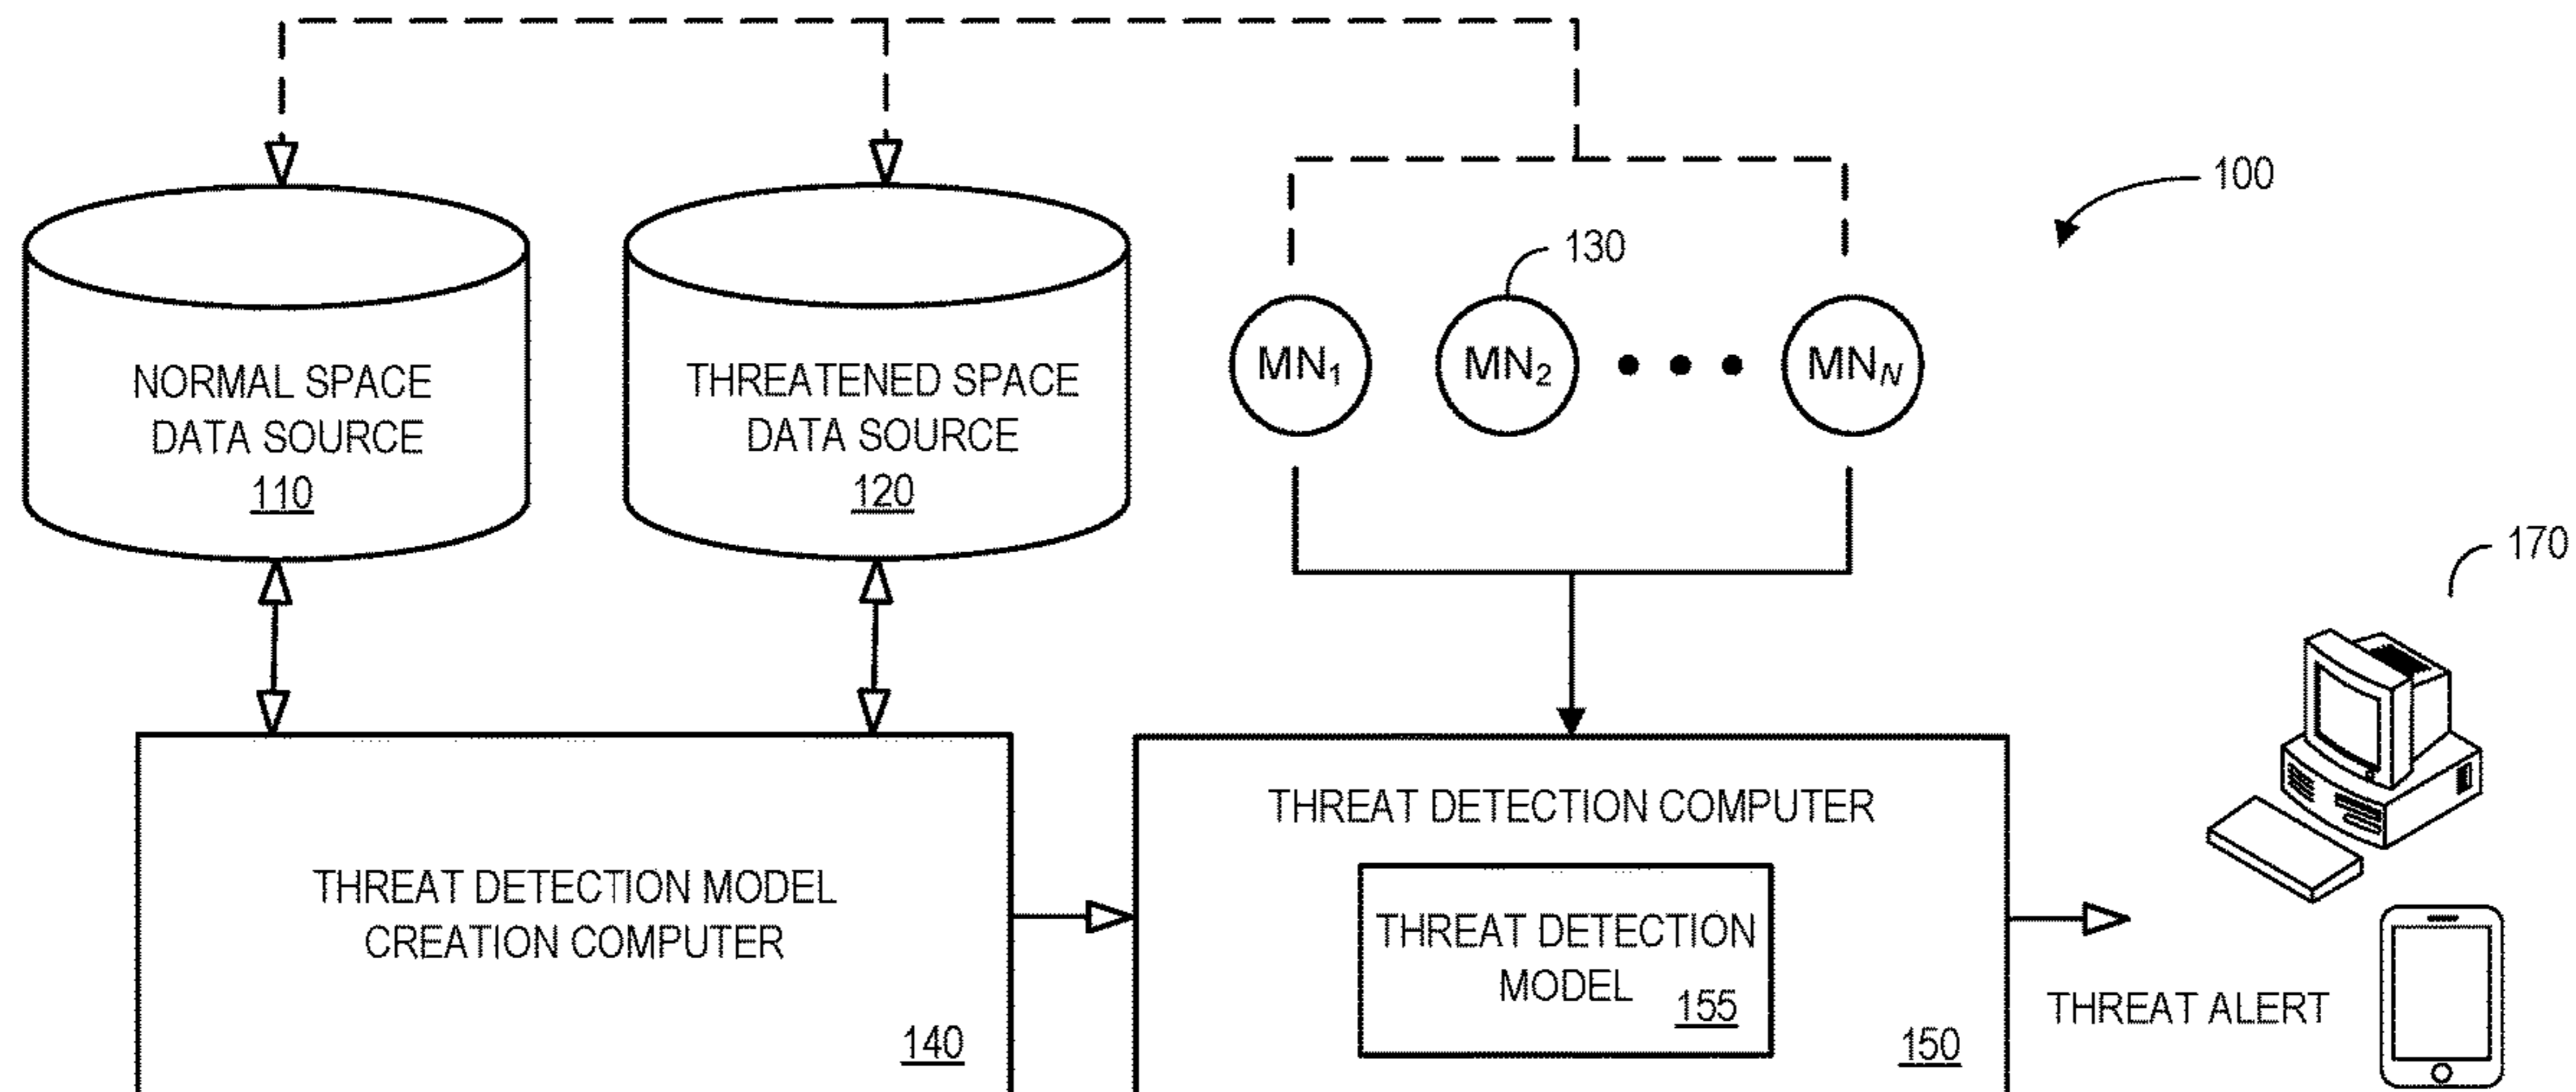 100
130
NORMAL SPACE
DATA SOURCE
110
THREATENED SPACE
DATA SOURCE
120
MN₁
MN₂
MN_N
170
THREAT DETECTION MODEL
CREATION COMPUTER
140
THREAT DETECTION COMPUTER
THREAT DETECTION
MODEL
155
150
THREAT ALERT